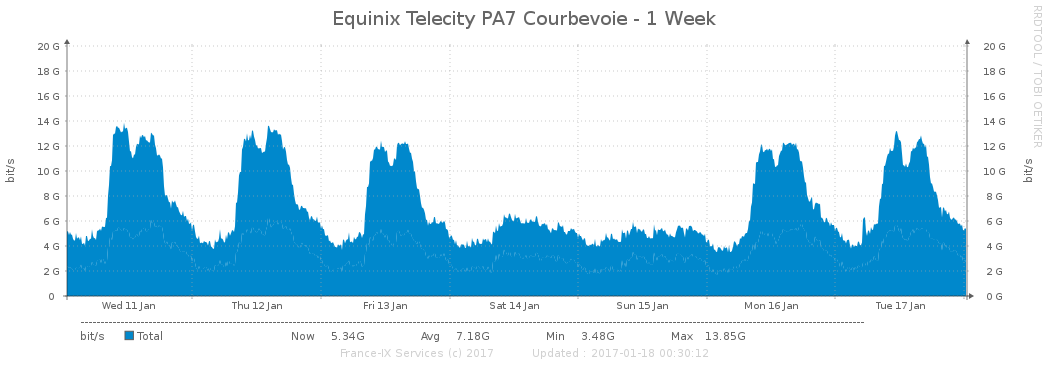 Equinix Telecity PA7 Courbevoie - 1 Week
RRDTOOL / TOBI OETIKER
20 G 20 G
18 G 18 G
16 G 16 G
14 G 14 G
12 G 12 G
10 G 10 G
8 G 8 G
6 G 6 G
4 G 4 G
2 G 2 G
0 0 G
bit/s
bit/s
Wed 11 Jan Thu 12 Jan Fri 13 Jan Sat 14 Jan Sun 15 Jan Mon 16 Jan Tue 17 Jan
bit/s Total Now 5.34G Avg 7.18G Min 3.48G Max 13.85G
France-IX Services (c) 2017 Updated : 2017-01-18 00:30:12